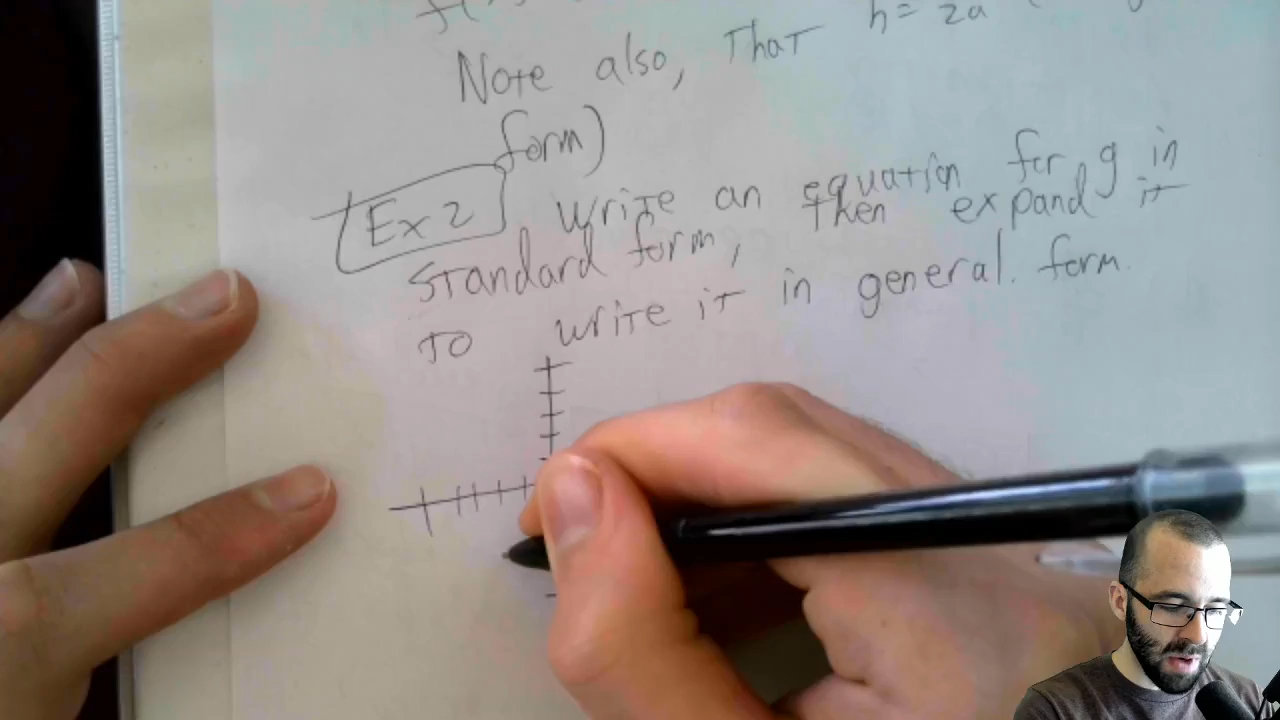 Note also, that h = 2a
form)
Ex 2 Write an equation for g in
standard form, then expand it
to write it in general form.